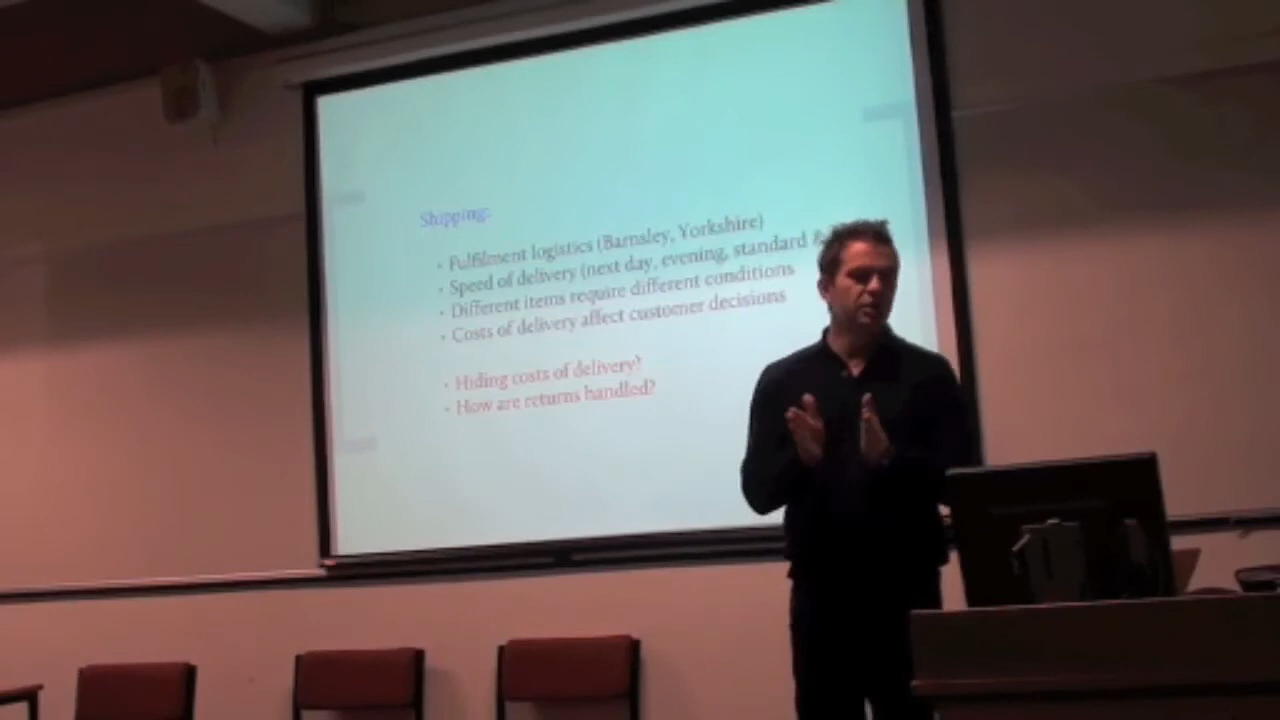 Shipping:
· Fulfilment logistics (Barnsley, Yorkshire)
· Speed of delivery (next day, evening, standard &
· Different items require different conditions
· Costs of delivery affect customer decisions
· Hiding costs of delivery?
· How are returns handled?